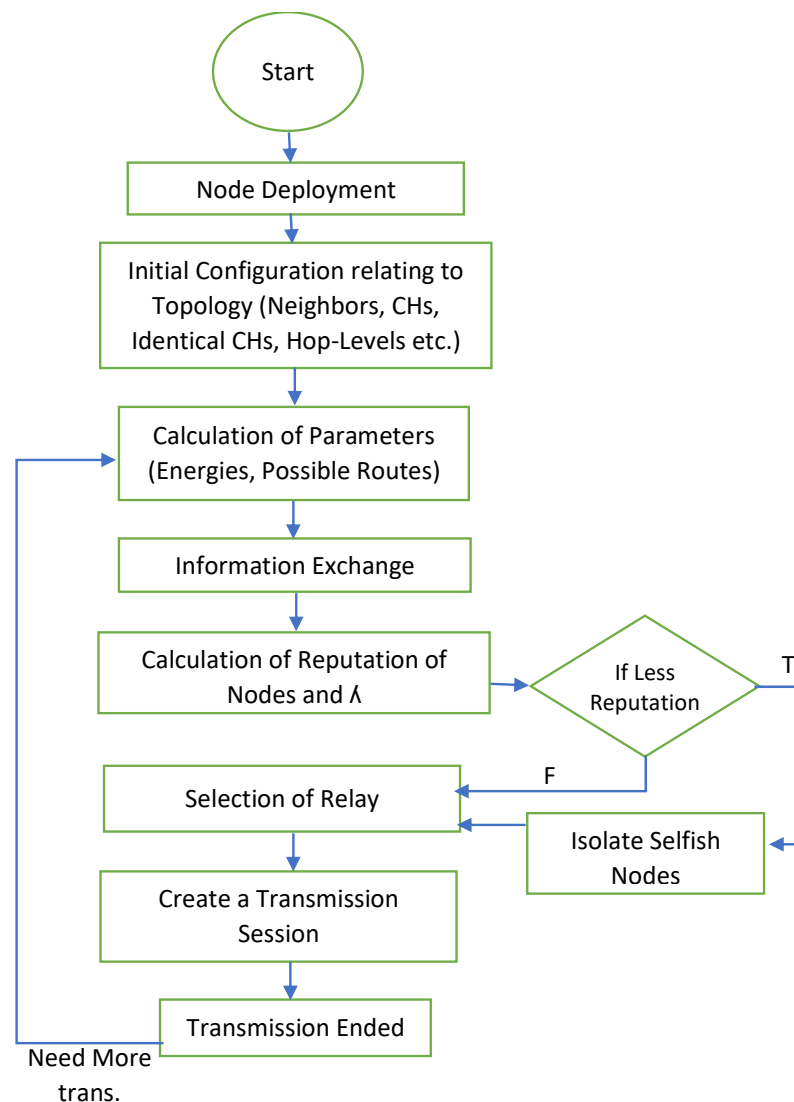 Start
Node Deployment
Initial Configuration relating to
Topology (Neighbors, CHs,
Identical CHs, Hop-Levels etc.)
Calculation of Parameters
(Energies, Possible Routes)
Information Exchange
Calculation of Reputation of
Nodes and ʎ
If Less
Reputation
T
F
Selection of Relay
Isolate Selfish
Nodes
Create a Transmission
Session
Transmission Ended
Need More
trans.